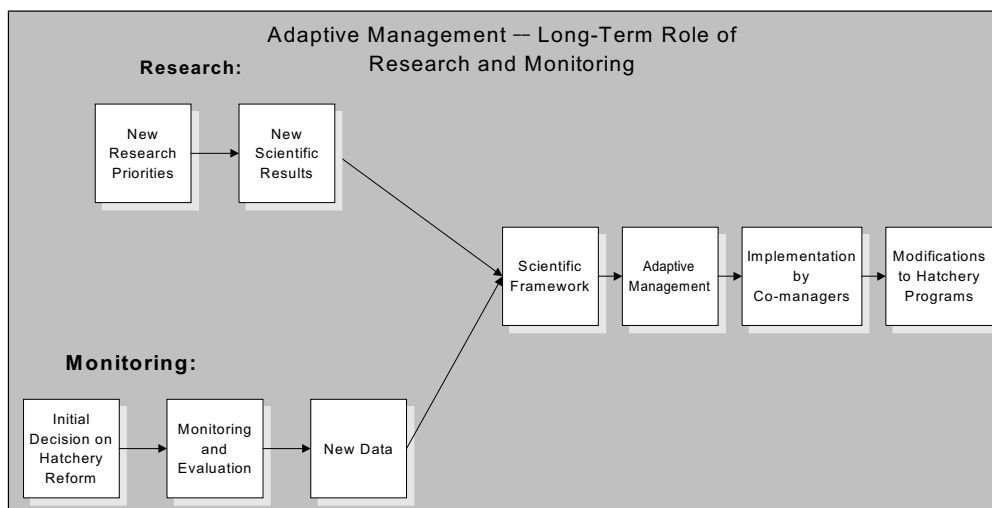 Adaptive Management — Long-Term Role of
Research and Monitoring
Research:
New
Research
Priorities
New
Scientific
Results
Scientific
Framework
Adaptive
Management
Implementation
by
Co-managers
Modifications
to Hatchery
Programs
Monitoring:
Initial
Decision on
Hatchery
Reform
Monitoring
and
Evaluation
New Data